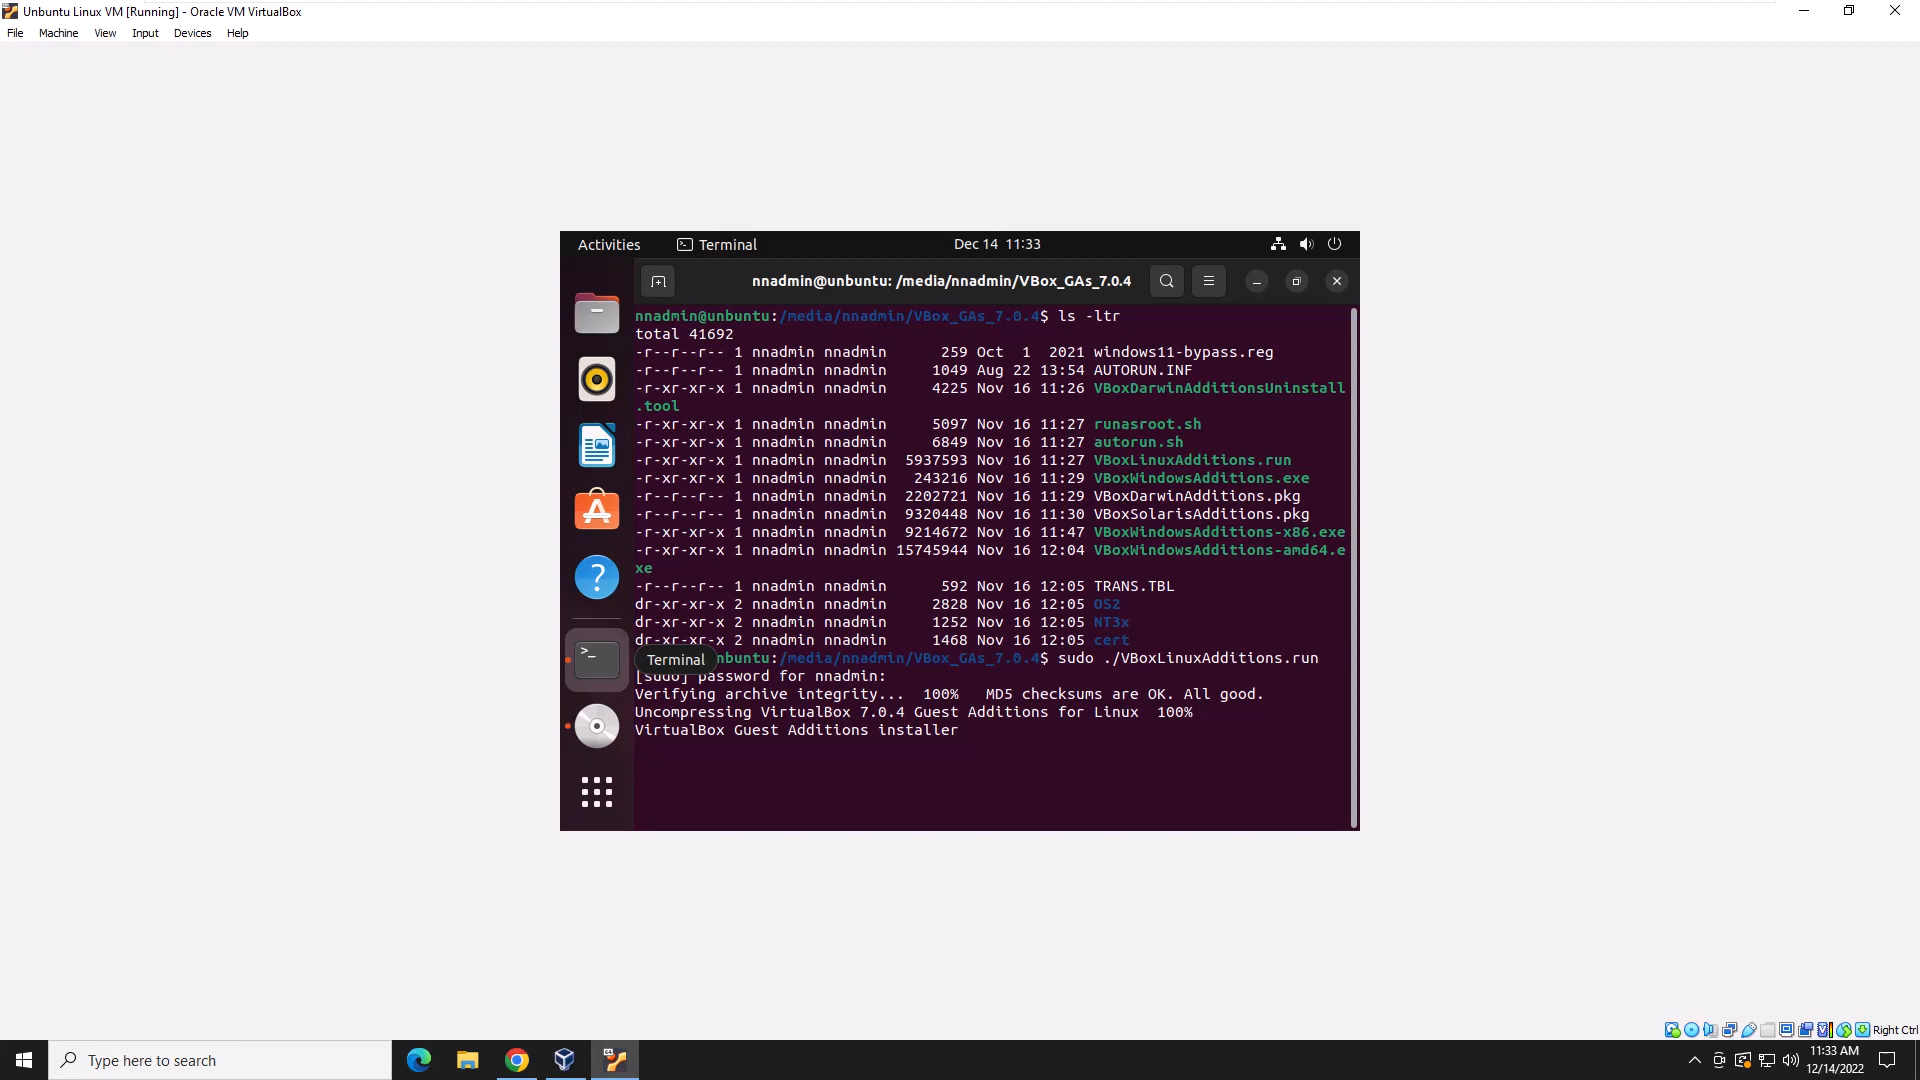 Unbuntu Linux VM [Running] - Oracle VM VirtualBox
File Machine View Input Devices Help
Activities Terminal Dec 14 11:33
nnadmin@unbuntu: /media/nnadmin/VBox_GAs_7.0.4
nnadmin@unbuntu:/media/nnadmin/VBox_GAs_7.0.4$ ls -ltr
total 41692
-r--r--r-- 1 nnadmin nnadmin 259 Oct 1 2021 windows11-bypass.reg
-r--r--r-- 1 nnadmin nnadmin 1049 Aug 22 13:54 AUTORUN.INF
-r-xr-xr-x 1 nnadmin nnadmin 4225 Nov 16 11:26 VBoxDarwinAdditionsUninstall
.tool
-r-xr-xr-x 1 nnadmin nnadmin 5097 Nov 16 11:27 runasroot.sh
-r-xr-xr-x 1 nnadmin nnadmin 6849 Nov 16 11:27 autorun.sh
-r-xr-xr-x 1 nnadmin nnadmin 5937593 Nov 16 11:27 VBoxLinuxAdditions.run
-r-xr-xr-x 1 nnadmin nnadmin 243216 Nov 16 11:29 VBoxWindowsAdditions.exe
-r--r--r-- 1 nnadmin nnadmin 2202721 Nov 16 11:29 VBoxDarwinAdditions.pkg
-r--r--r-- 1 nnadmin nnadmin 9320448 Nov 16 11:30 VBoxSolarisAdditions.pkg
-r-xr-xr-x 1 nnadmin nnadmin 9214672 Nov 16 11:47 VBoxWindowsAdditions-x86.exe
-r-xr-xr-x 1 nnadmin nnadmin 15745944 Nov 16 12:04 VBoxWindowsAdditions-amd64.e
xe
-r--r--r-- 1 nnadmin nnadmin 592 Nov 16 12:05 TRANS.TBL
dr-xr-xr-x 2 nnadmin nnadmin 2828 Nov 16 12:05 OS2
dr-xr-xr-x 2 nnadmin nnadmin 1252 Nov 16 12:05 NT3x
dr-xr-xr-x 2 nnadmin nnadmin 1468 Nov 16 12:05 cert
Terminal nbuntu:/media/nnadmin/VBox_GAs_7.0.4$ sudo ./VBoxLinuxAdditions.run
[sudo] password for nnadmin:
Verifying archive integrity... 100% MD5 checksums are OK. All good.
Uncompressing VirtualBox 7.0.4 Guest Additions for Linux 100%
VirtualBox Guest Additions installer
Right Ctrl
Type here to search
11:33 AM
12/14/2022